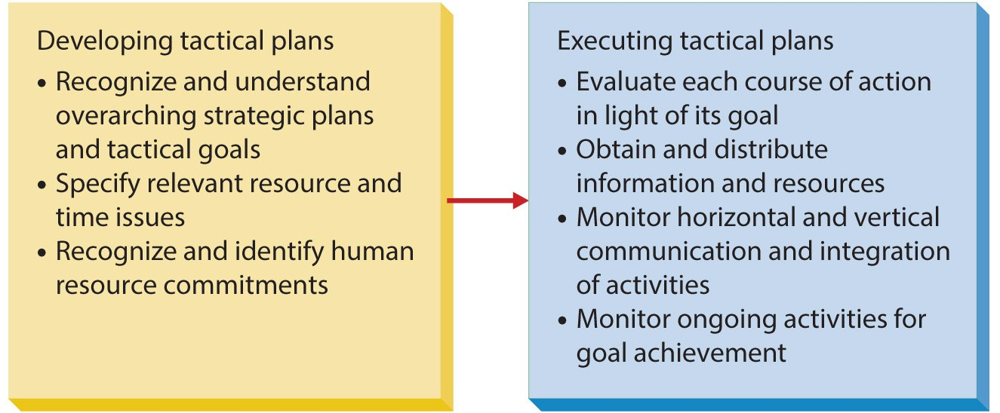 Developing tactical plans
• Recognize and understand
overarching strategic plans
and tactical goals
• Specify relevant resource and
time issues
• Recognize and identify human
resource commitments
Executing tactical plans
• Evaluate each course of action
in light of its goal
• Obtain and distribute
information and resources
• Monitor horizontal and vertical
communication and integration
of activities
• Monitor ongoing activities for
goal achievement